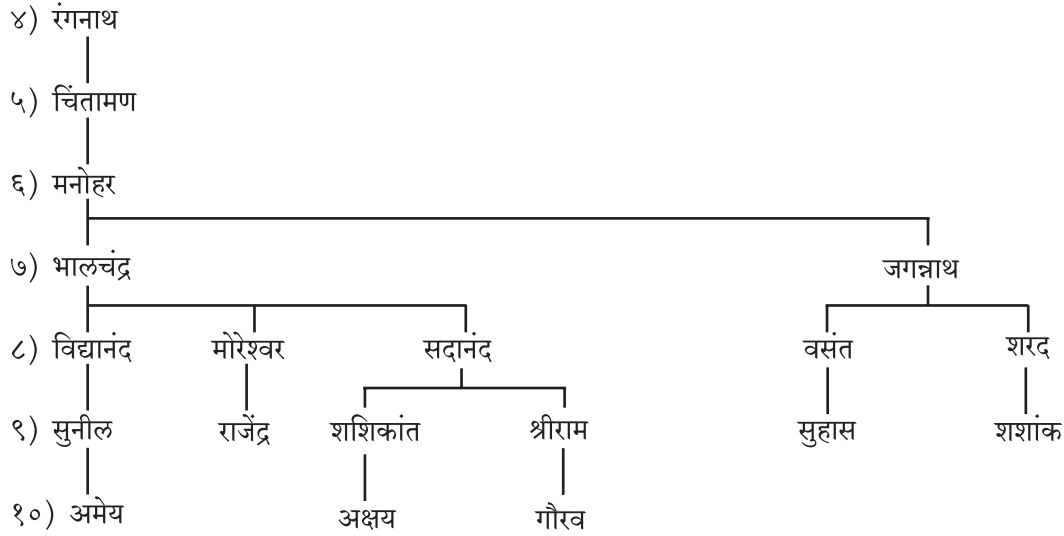 ४) रंगनाथ
५) चिंतामण
६) मनोहर
७) भालचंद्र जगन्नाथ
८) विद्यानंद मोरेश्वर सदानंद वसंत शरद
९) सुनील राजेंद्र शशिकांत श्रीराम सुहास शशांक
१०) अमेय अक्षय गौरव